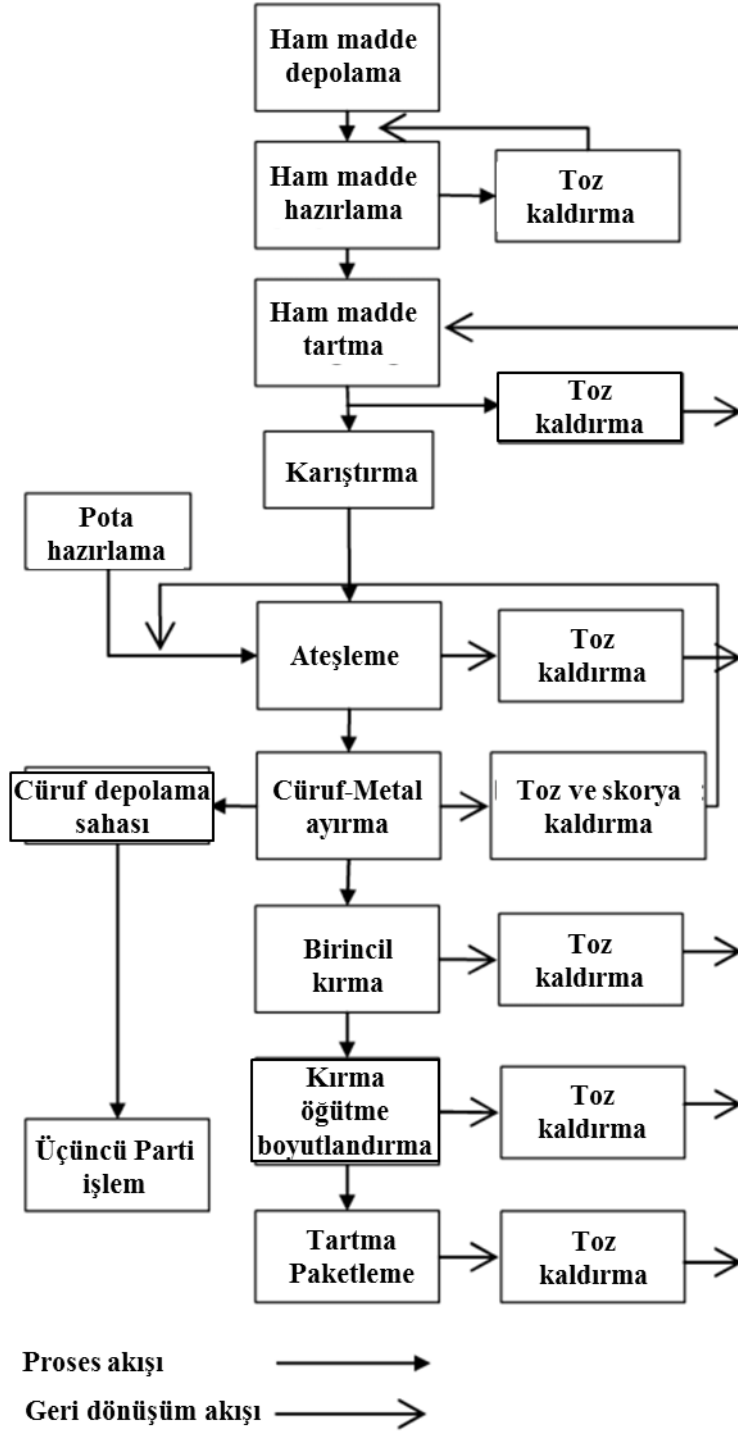 Ham madde
depolama
Ham madde
hazırlama
Toz
kaldırma
Ham madde
tartma
Toz
kaldırma
Karıştırma
Pota
hazırlama
Ateşleme
Toz
kaldırma
Cüruf depolama
sahası
Cüruf-Metal
ayırma
Toz ve skorya
kaldırma
Birincil
kırma
Toz
kaldırma
Kırma
öğütme
boyutlandırma
Toz
kaldırma
Üçüncü Parti
işlem
Tartma
Paketleme
Toz
kaldırma
Proses akışı
Geri dönüşüm akışı